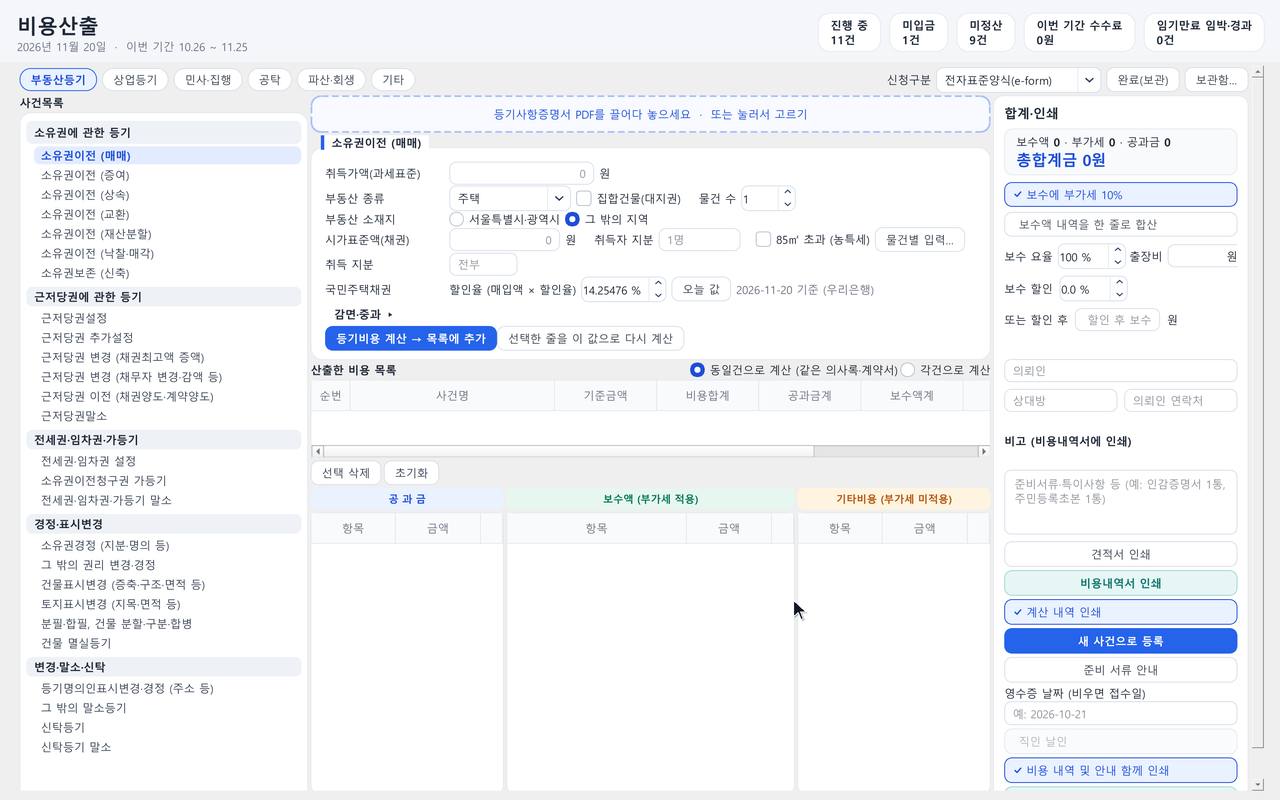 비용산출
2026년 11월 20일 · 이번 기간 10.26 ~ 11.25
진행 중
11건
미입금
1건
미정산
9건
이번 기간 수수료
0원
임기만료 임박·경과
0건
부동산등기 상업등기 민사·집행 공탁 파산·회생 기타
신청구분 전자표준양식(e-form) 완료(보관) 보관함...
사건목록
소유권에 관한 등기
소유권이전 (매매)
소유권이전 (증여)
소유권이전 (상속)
소유권이전 (교환)
소유권이전 (재산분할)
소유권이전 (낙찰·매각)
소유권보존 (신축)
근저당권에 관한 등기
근저당권설정
근저당권 추가설정
근저당권 변경 (채권최고액 증액)
근저당권 변경 (채무자 변경·감액 등)
근저당권 이전 (채권양도·계약양도)
근저당권말소
전세권·임차권·가등기
전세권·임차권 설정
소유권이전청구권 가등기
전세권·임차권·가등기 말소
경정·표시변경
소유권경정 (지분·명의 등)
그 밖의 권리 변경·경정
건물표시변경 (증축·구조·면적 등)
토지표시변경 (지목·면적 등)
분필·합필, 건물 분할·구분·합병
건물 멸실등기
변경·말소·신탁
등기명의인표시변경·경정 (주소 등)
그 밖의 말소등기
신탁등기
신탁등기 말소
등기사항증명서 PDF를 끌어다 놓으세요 · 또는 눌러서 고르기
소유권이전 (매매)
취득가액(과세표준) 0 원
부동산 종류 주택 집합건물(대지권) 물건 수 1
부동산 소재지 서울특별시·광역시 그 밖의 지역
시가표준액(채권) 0 원 취득자 지분 1명 85㎡ 초과 (농특세) 물건별 입력...
취득 지분 전부
국민주택채권 할인율 (매입액 × 할인율) 14.25476 % 오늘 값 2026-11-20 기준 (우리은행)
감면·중과 ▸
등기비용 계산 → 목록에 추가 선택한 줄을 이 값으로 다시 계산
산출한 비용 목록 동일건으로 계산 (같은 의사록·계약서) 각건으로 계산
순번 사건명 기준금액 비용합계 공과금계 보수액계
선택 삭제 초기화
공 과 금 보수액 (부가세 적용) 기타비용 (부가세 미적용)
항목 금액 항목 금액 항목 금액
합계·인쇄
보수액 0 · 부가세 0 · 공과금 0
총합계금 0원
✓ 보수에 부가세 10%
보수액 내역을 한 줄로 합산
보수 요율 100 % 출장비 원
보수 할인 0.0 %
또는 할인 후 할인 후 보수 원
의뢰인
상대방 의뢰인 연락처
비고 (비용내역서에 인쇄)
준비서류·특이사항 등 (예: 인감증명서 1통,
주민등록초본 1통)
견적서 인쇄
비용내역서 인쇄
✓ 계산 내역 인쇄
새 사건으로 등록
준비 서류 안내
영수증 날짜 (비우면 접수일)
예: 2026-10-21
직인 날인
✓ 비용 내역 및 안내 함께 인쇄